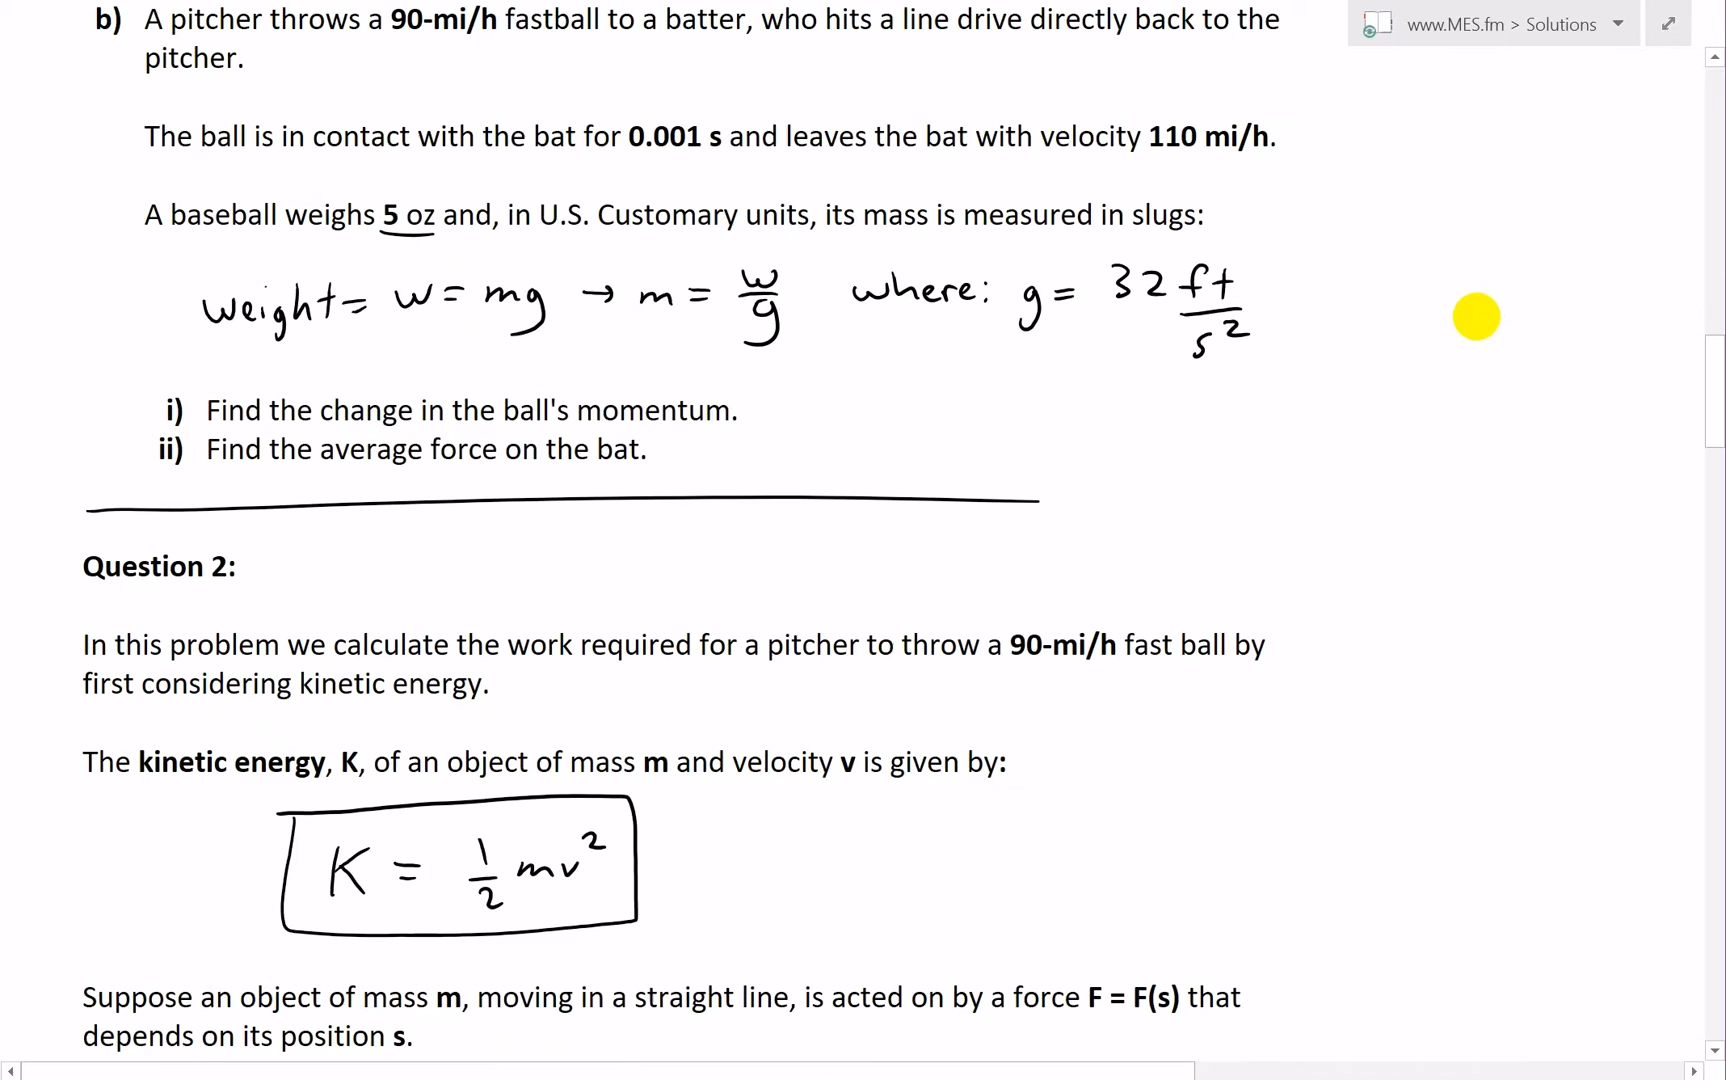 b) A pitcher throws a 90-mi/h fastball to a batter, who hits a line drive directly back to the
pitcher.
www.MES.fm > Solutions
The ball is in contact with the bat for 0.001 s and leaves the bat with velocity 110 mi/h.
A baseball weighs 5 oz and, in U.S. Customary units, its mass is measured in slugs:
weight = w = mg → m = w/g where: g = 32 ft/s²
i) Find the change in the ball's momentum.
ii) Find the average force on the bat.
Question 2:
In this problem we calculate the work required for a pitcher to throw a 90-mi/h fast ball by
first considering kinetic energy.
The kinetic energy, K, of an object of mass m and velocity v is given by:
K = 1/2 mv²
Suppose an object of mass m, moving in a straight line, is acted on by a force F = F(s) that
depends on its position s.